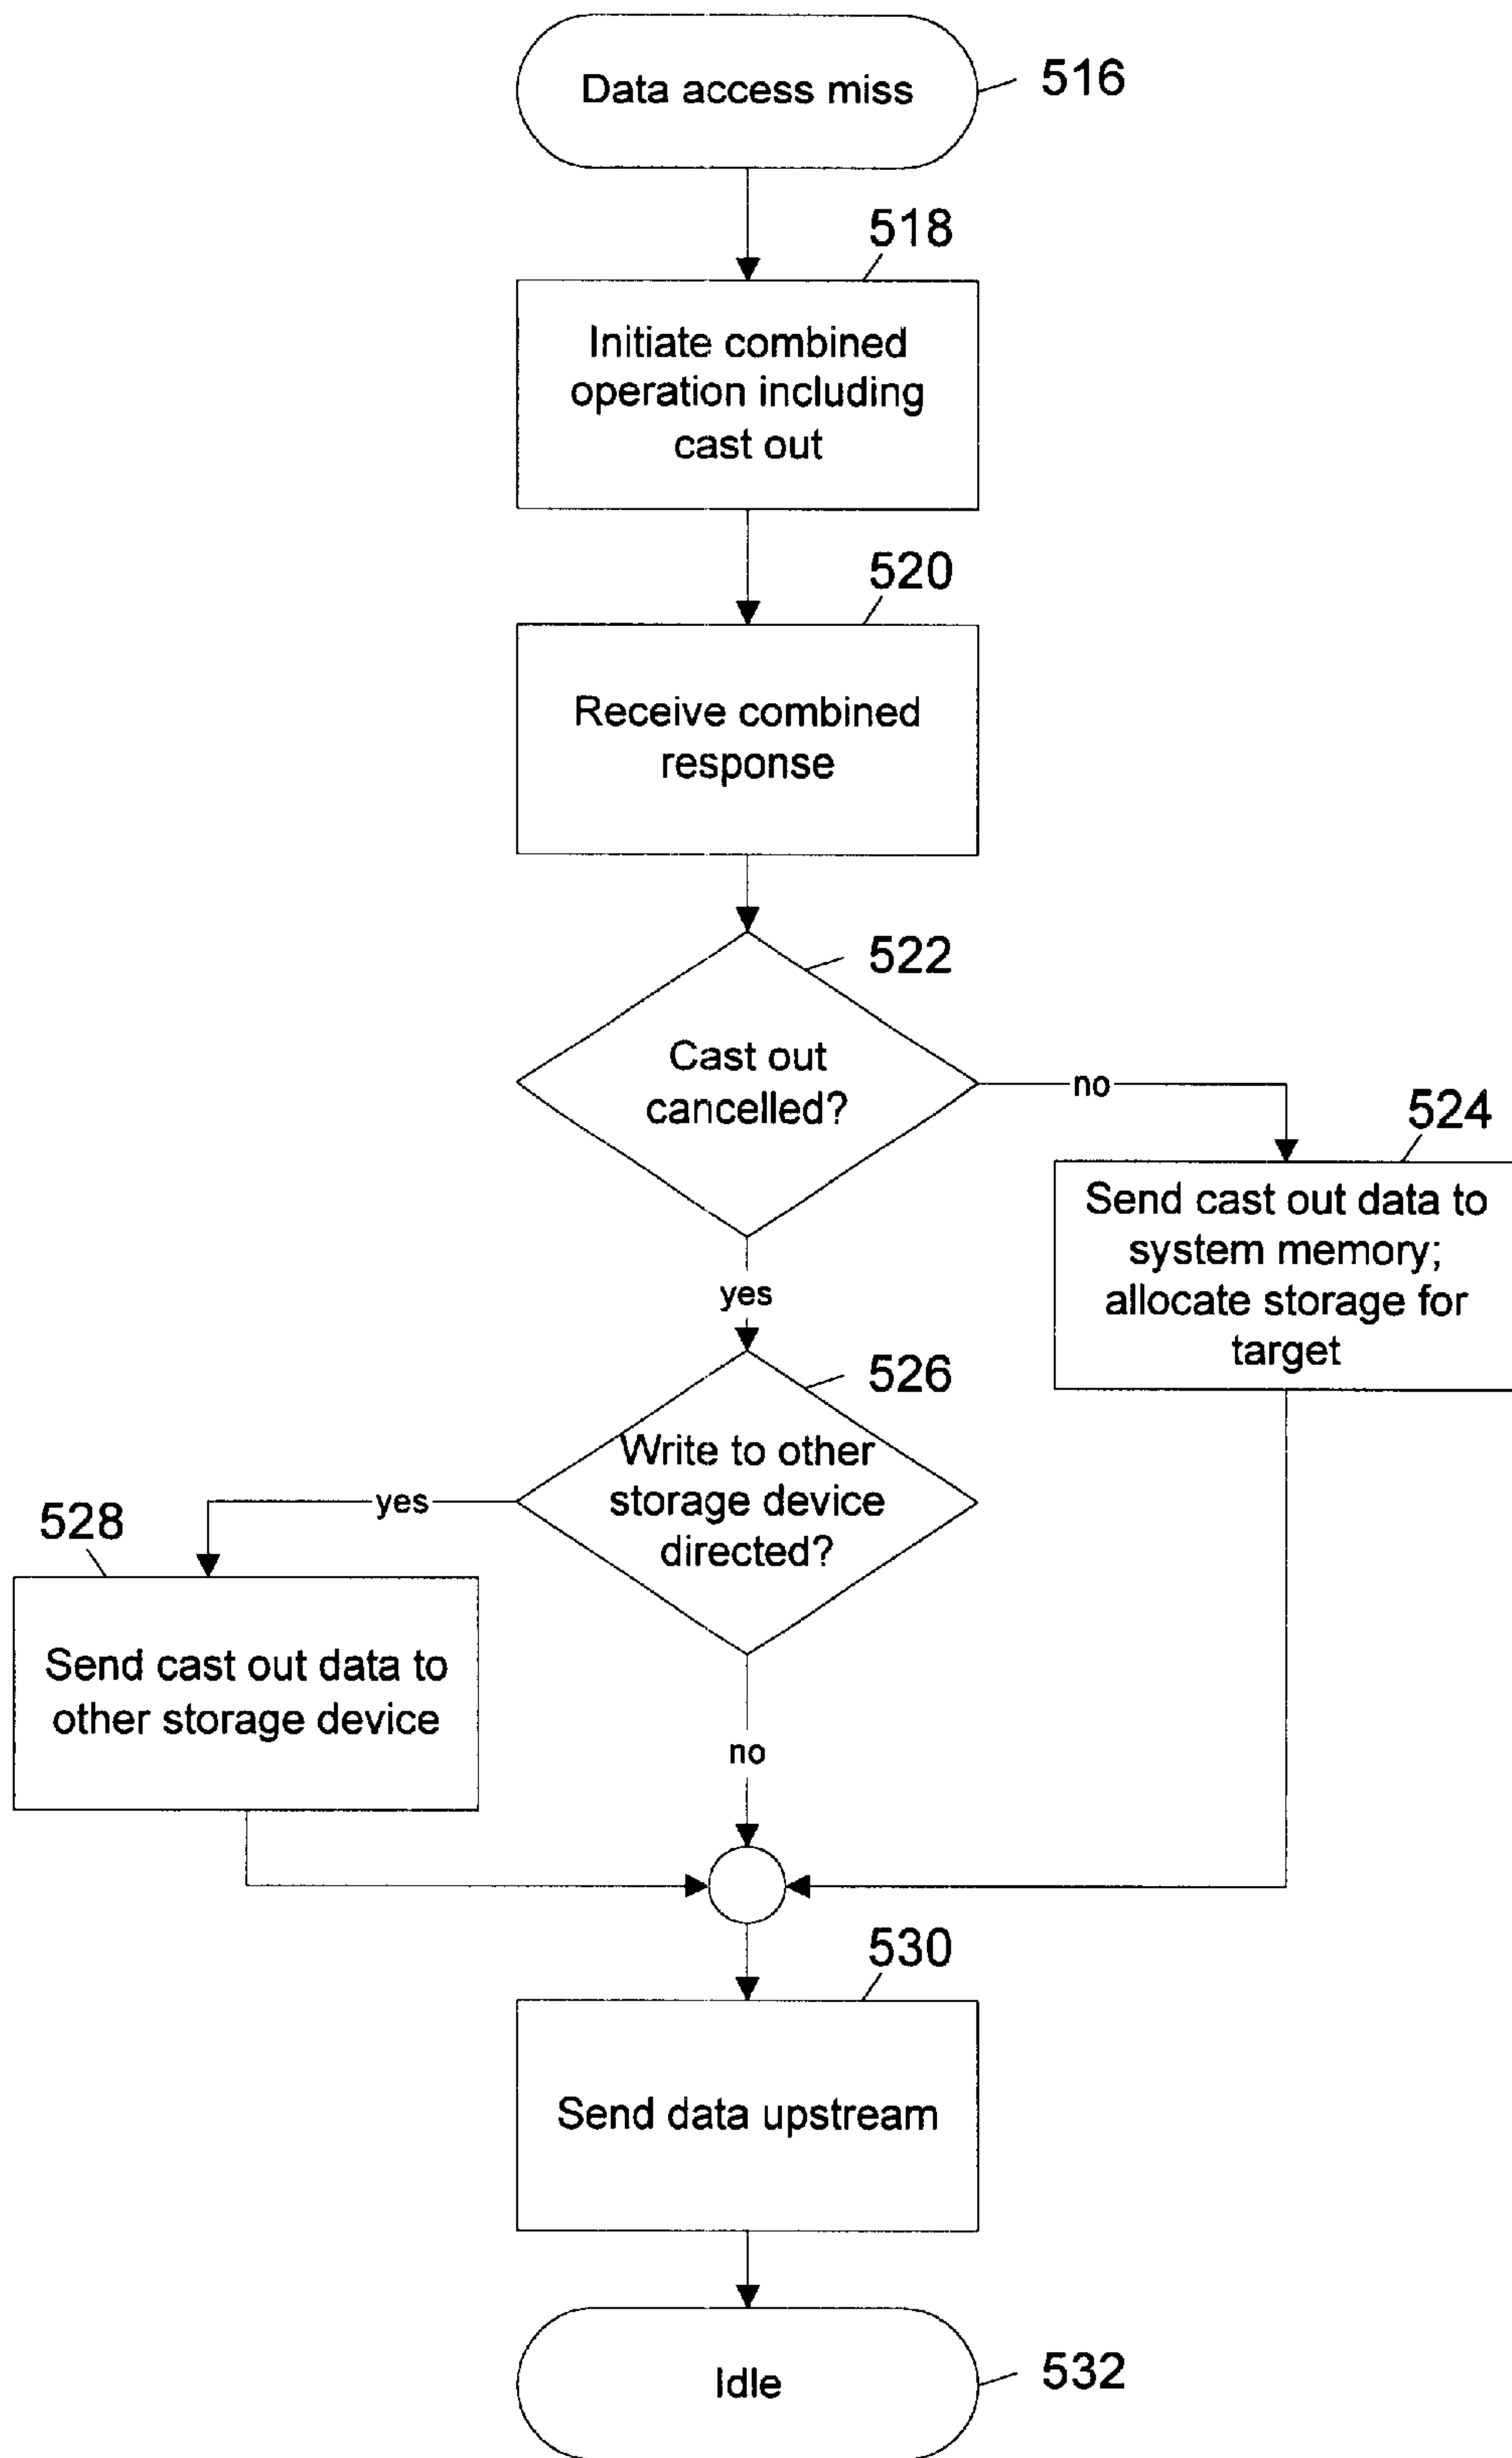 Data access miss
516
518
Initiate combined
operation including
cast out
520
Receive combined
response
522
Cast out
cancelled?
no
524
Send cast out data to
system memory;
allocate storage for
target
yes
526
Write to other
storage device
directed?
yes
528
Send cast out data to
other storage device
no
530
Send data upstream
Idle
532